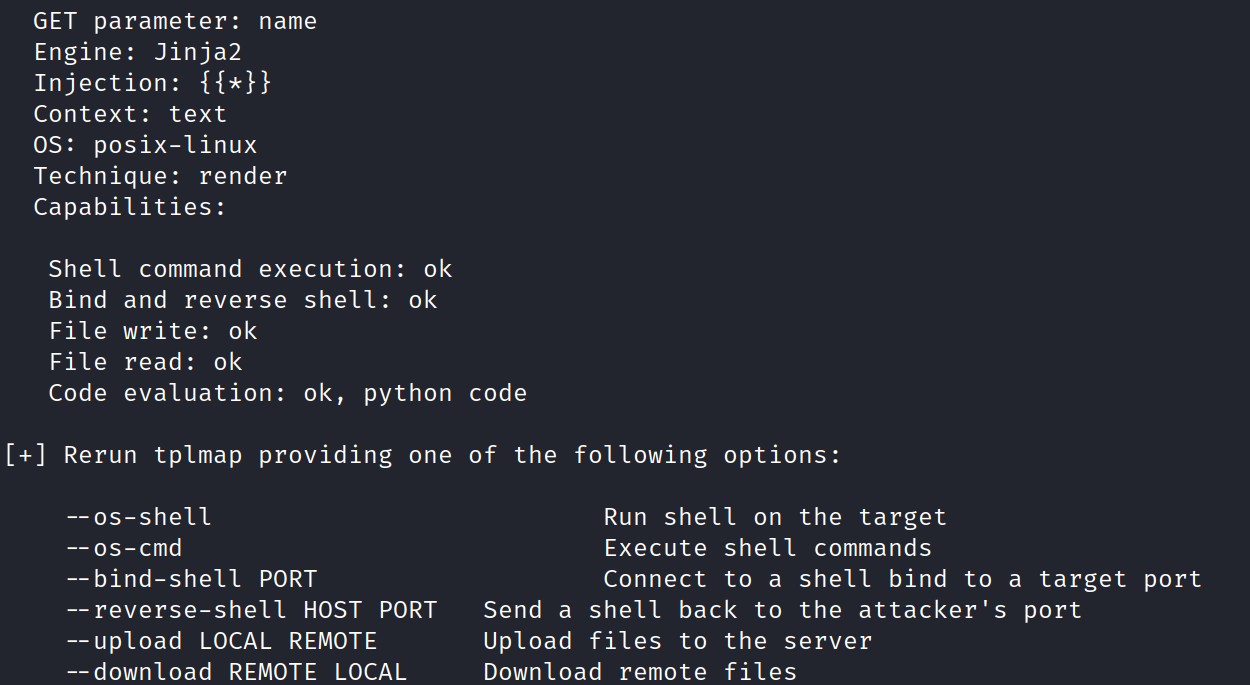 GET parameter: name
Engine: Jinja2
Injection: {{*}}
Context: text
OS: posix-linux
Technique: render
Capabilities:
Shell command execution: ok
Bind and reverse shell: ok
File write: ok
File read: ok
Code evaluation: ok, python code
[+] Rerun tplmap providing one of the following options:
--os-shell Run shell on the target
--os-cmd Execute shell commands
--bind-shell PORT Connect to a shell bind to a target port
--reverse-shell HOST PORT Send a shell back to the attacker's port
--upload LOCAL REMOTE Upload files to the server
--download REMOTE LOCAL Download remote files